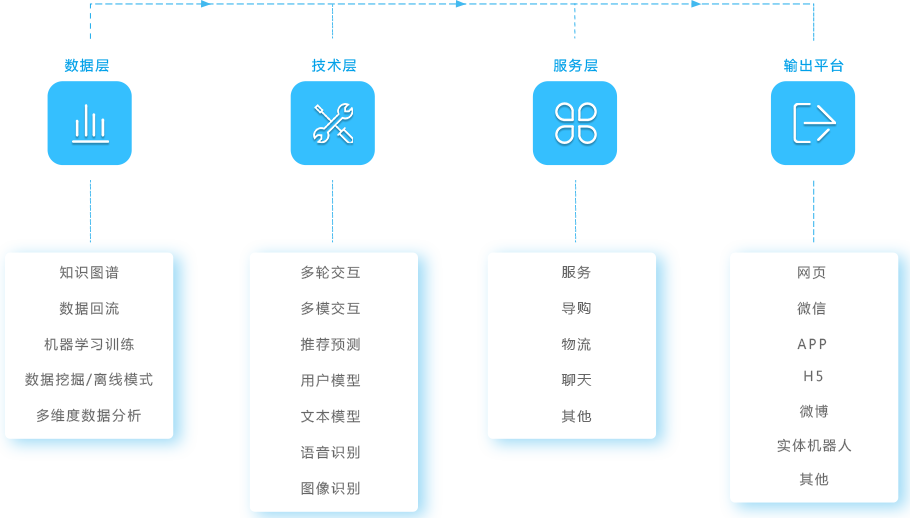 数据层
技术层
服务层
输出平台
知识图谱
数据回流
机器学习训练
数据挖掘/离线模式
多维度数据分析
多轮交互
多模交互
推荐预测
用户模型
文本模型
语音识别
图像识别
服务
导购
物流
聊天
其他
网页
微信
APP
H5
微博
实体机器人
其他